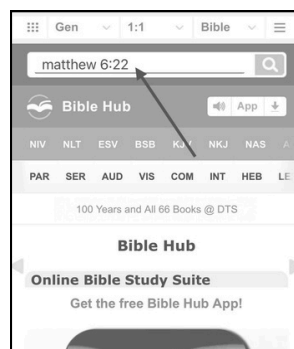 Gen 1:1 Bible
matthew 6:22
Bible Hub App
NIV NLT ESV BSB KJV NKJ NAS
PAR SER AUD VIS COM INT HEB LE
100 Years and All 66 Books @ DTS
Bible Hub
Online Bible Study Suite
Get the free Bible Hub App!